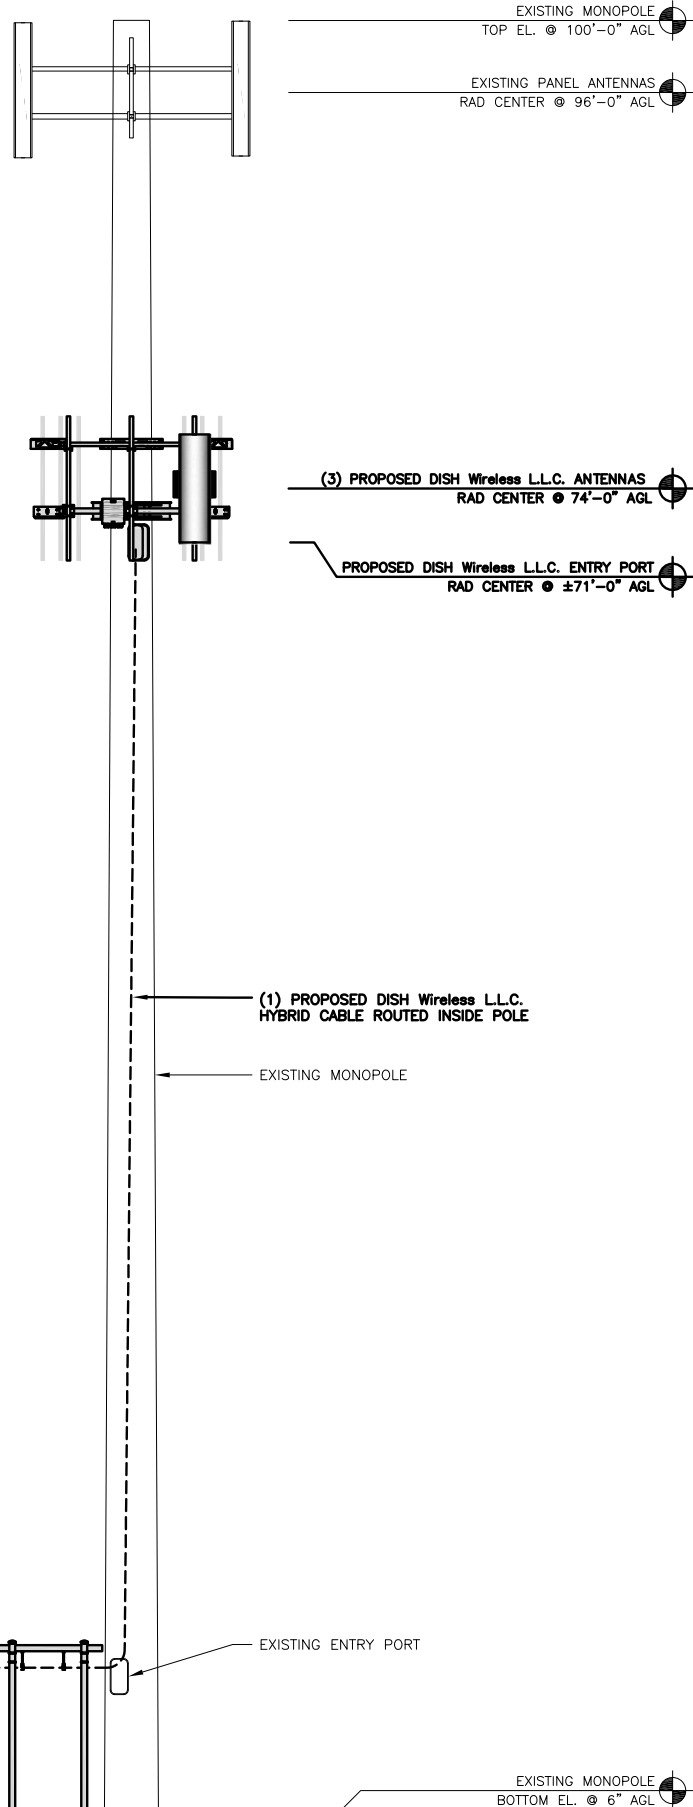 EXISTING MONOPOLE
TOP EL. @ 100'-0" AGL
EXISTING PANEL ANTENNAS
RAD CENTER @ 96'-0" AGL
(3) PROPOSED DISH Wireless L.L.C. ANTENNAS
RAD CENTER @ 74'-0" AGL
PROPOSED DISH Wireless L.L.C. ENTRY PORT
RAD CENTER @ ±71'-0" AGL
(1) PROPOSED DISH Wireless L.L.C.
HYBRID CABLE ROUTED INSIDE POLE
EXISTING MONOPOLE
EXISTING ENTRY PORT
EXISTING MONOPOLE
BOTTOM EL. @ 6" AGL